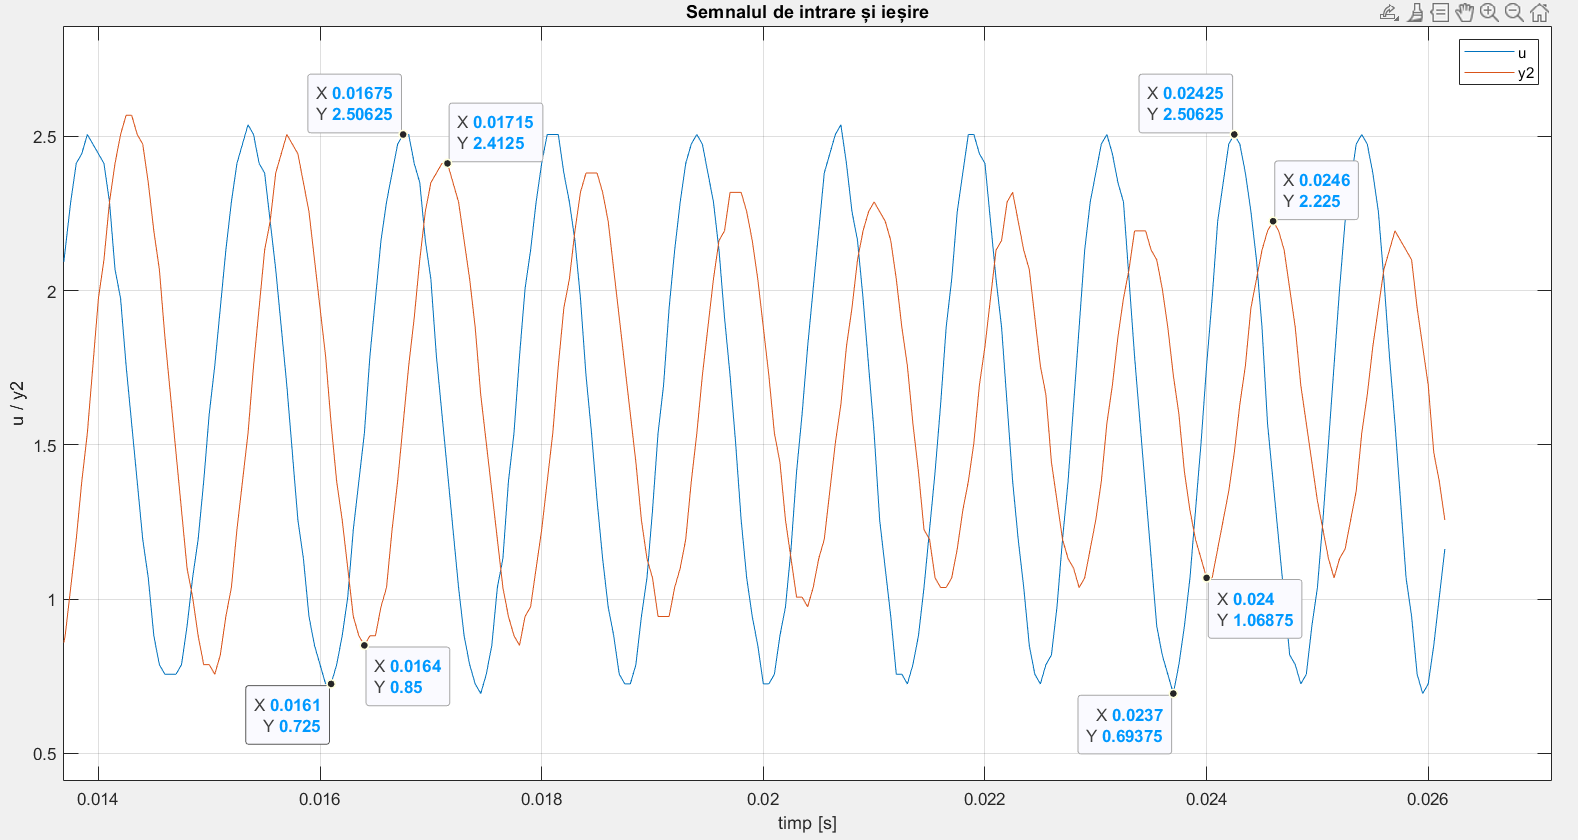 Semnalul de intrare și ieșire
u
y2
X 0.01675
Y 2.50625
X 0.01715
Y 2.4125
X 0.02425
Y 2.50625
X 0.0246
Y 2.225
X 0.0164
Y 0.85
X 0.0161
Y 0.725
X 0.024
Y 1.06875
X 0.0237
Y 0.69375
2.5
2
1.5
1
0.5
u / y2
0.014
0.016
0.018
0.02
0.022
0.024
0.026
timp [s]